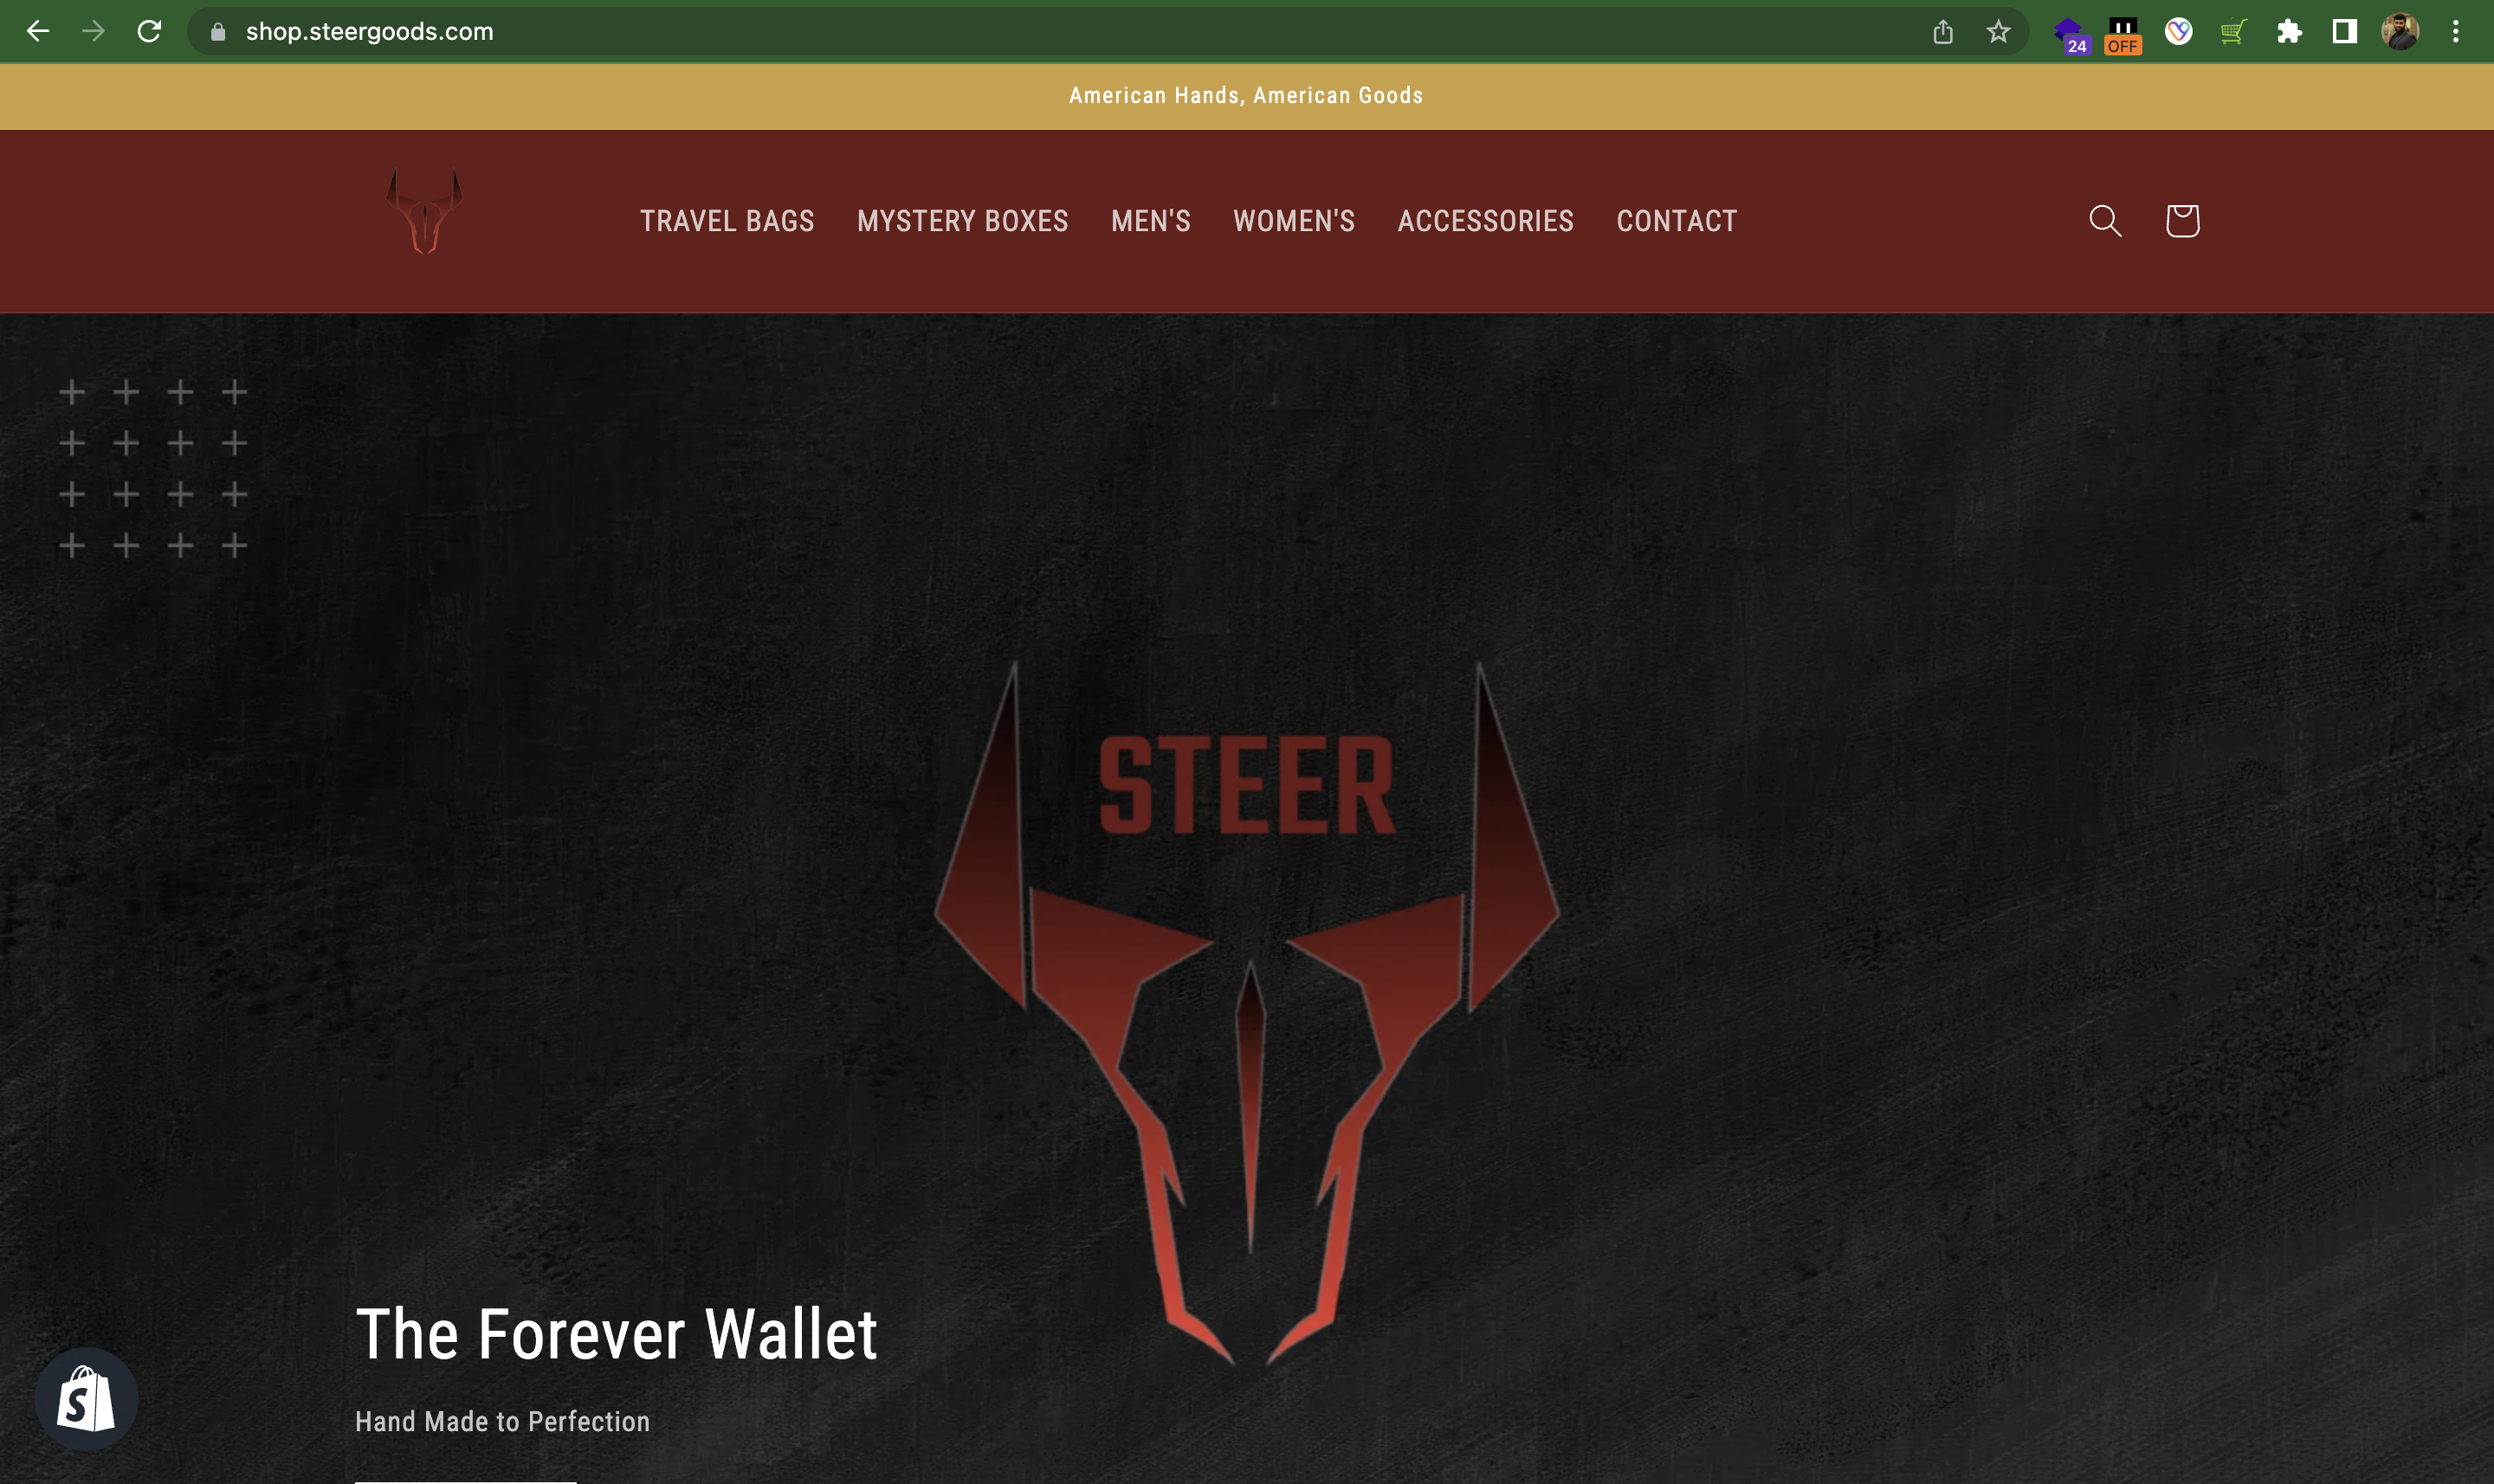 shop.steergoods.com
24
OFF
American Hands, American Goods
TRAVEL BAGS MYSTERY BOXES MEN'S WOMEN'S ACCESSORIES CONTACT
STEER
The Forever Wallet
S
Hand Made to Perfection